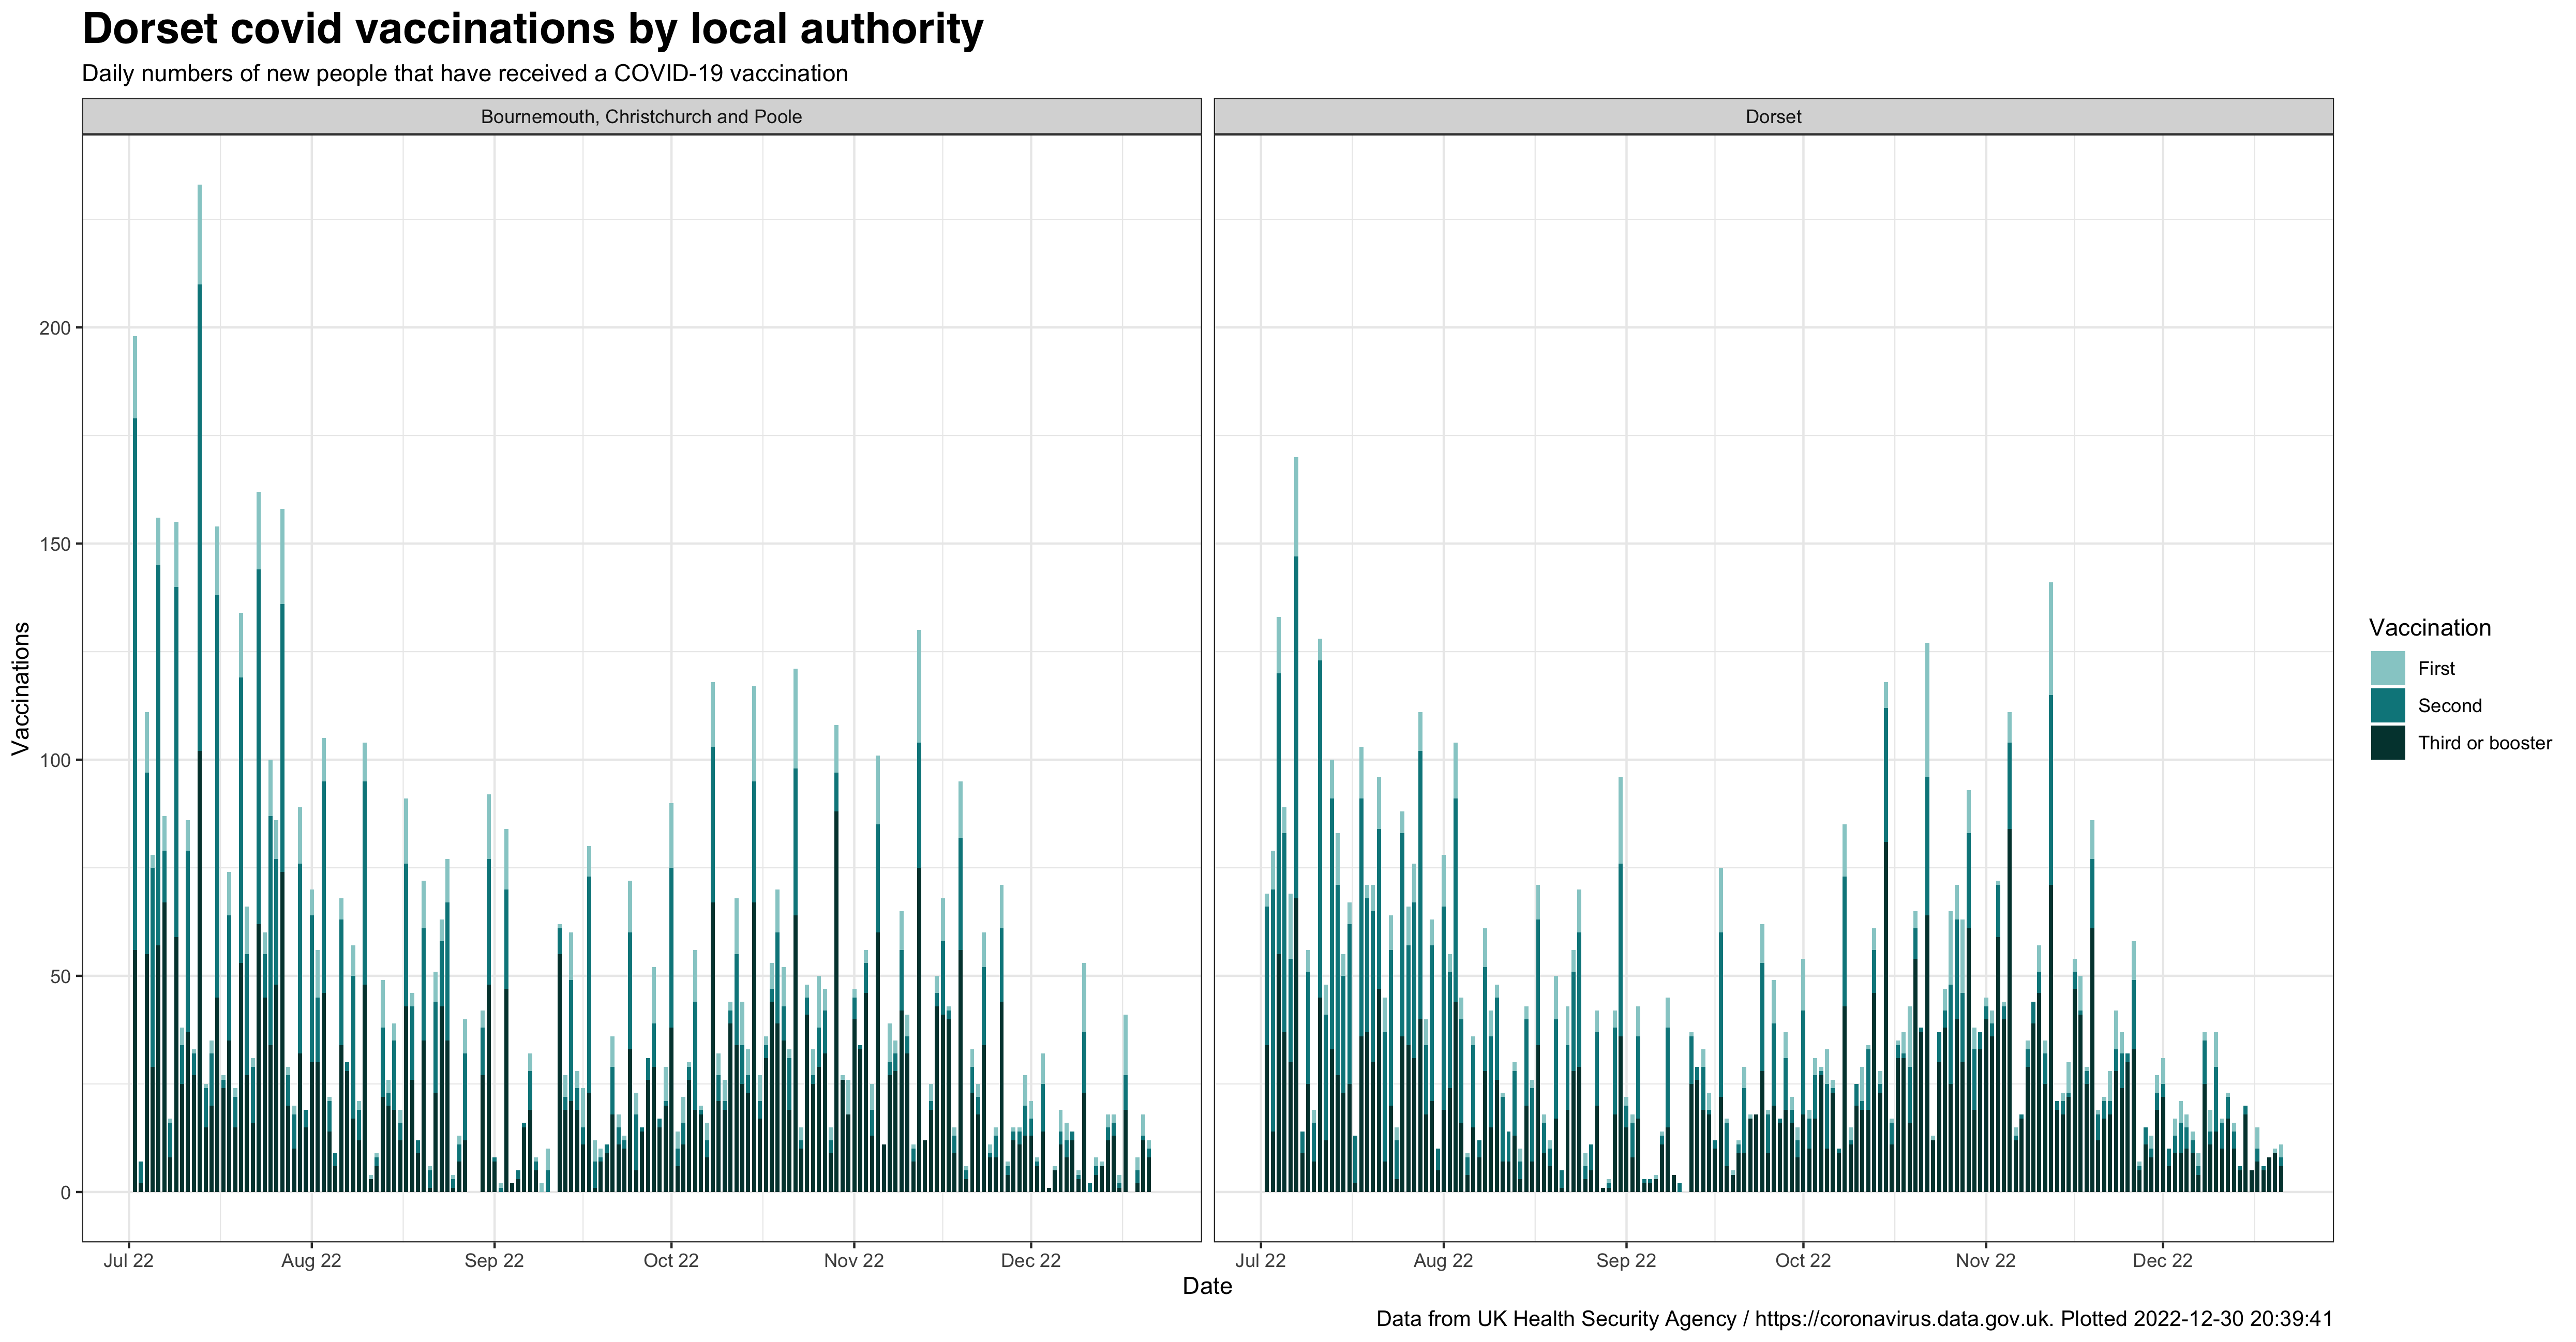 Dorset covid vaccinations by local authority
Daily numbers of new people that have received a COVID-19 vaccination
Bournemouth, Christchurch and Poole
Dorset
Vaccinations
200
150
100
50
0
Jul 22 Aug 22 Sep 22 Oct 22 Nov 22 Dec 22
Jul 22 Aug 22 Sep 22 Oct 22 Nov 22 Dec 22
Date
Vaccination
First
Second
Third or booster
Data from UK Health Security Agency / https://coronavirus.data.gov.uk. Plotted 2022-12-30 20:39:41